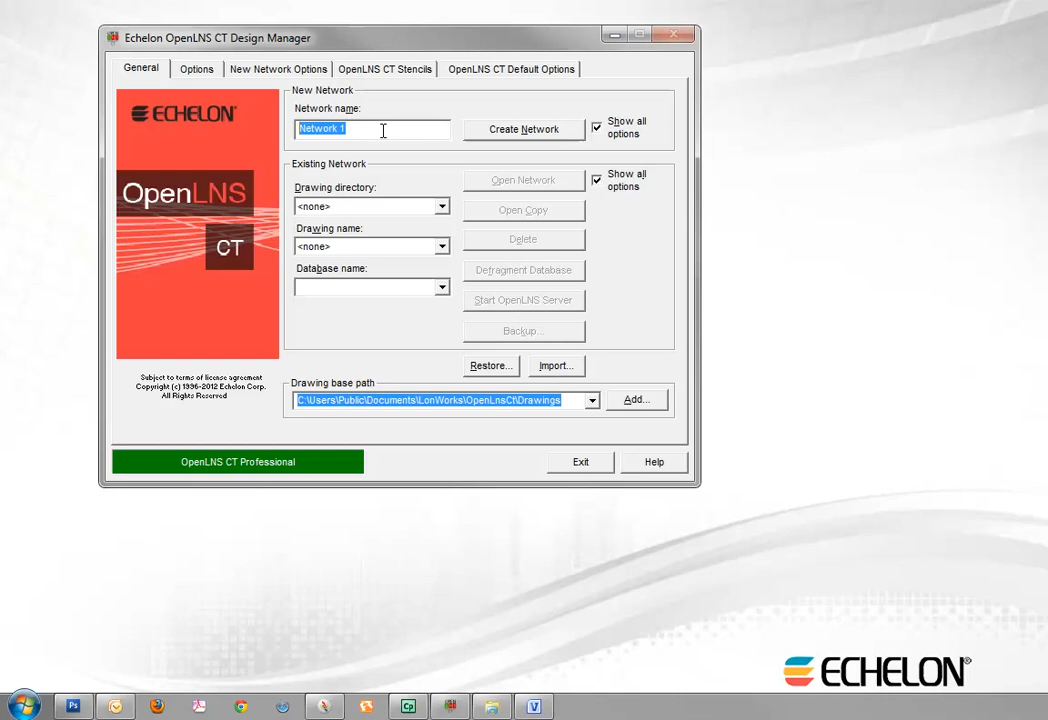 Echelon OpenLNS CT Design Manager
General
Options
New Network Options
OpenLNS CT Stencils
OpenLNS CT Default Options
ECHELON®
OpenLNS
CT
Subject to terms of license agreement
Copyright (c) 1996-2012 Echelon Corp.
All Rights Reserved
New Network
Network name:
Network 1
Create Network
Show all
options
Existing Network
Drawing directory:
<none>
Drawing name:
<none>
Database name:
Open Network
Show all
options
Open Copy
Delete
Defragment Database
Start OpenLNS Server
Backup...
Restore...
Import...
Drawing base path
C:\Users\Public\Documents\LonWorks\OpenLnsCt\Drawings
Add...
OpenLNS CT Professional
Exit
Help
ECHELON®
Ps
Cp
V